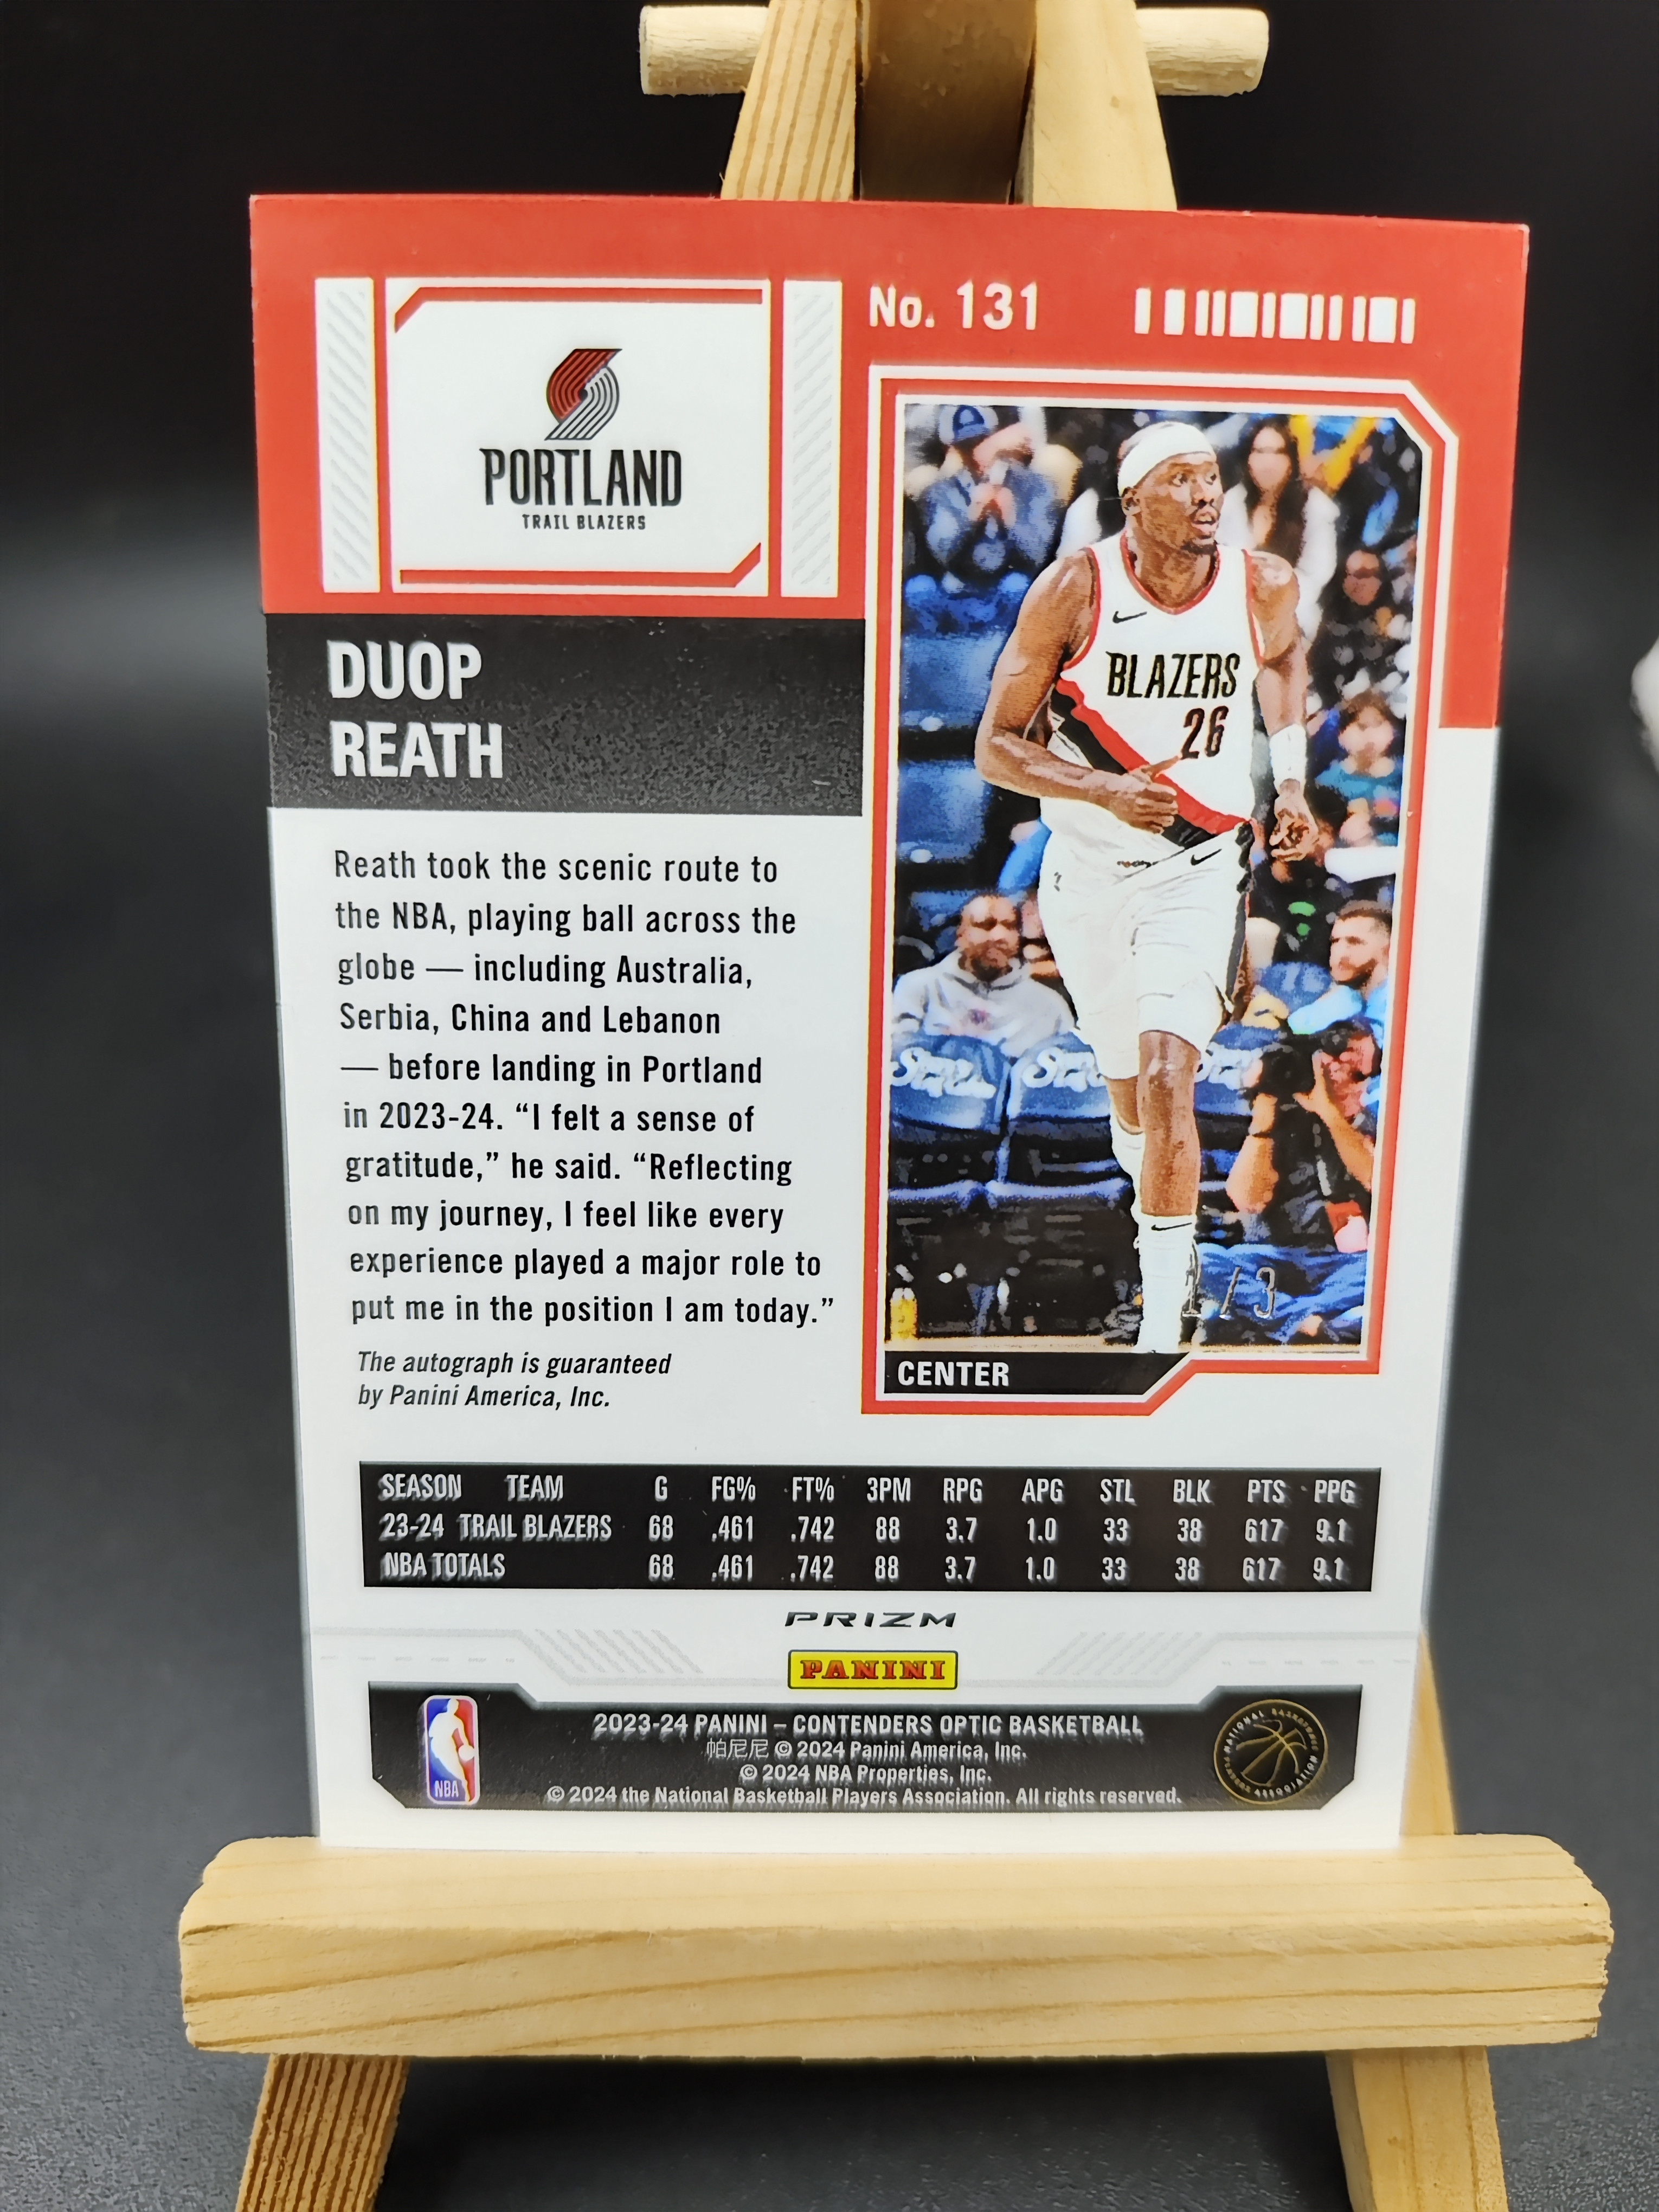 No. 131
PORTLAND
TRAIL BLAZERS
DUOP
REATH
BLAZERS
26
Reath took the scenic route to
the NBA, playing ball across the
globe — including Australia,
Serbia, China and Lebanon
— before landing in Portland
in 2023-24. “I felt a sense of
gratitude,” he said. “Reflecting
on my journey, I feel like every
experience played a major role to
put me in the position I am today.”
The autograph is guaranteed
by Panini America, Inc.
1/3
CENTER
SEASON TEAM G FG% FT% 3PM RPG APG STL BLK PTS PPG
23-24 TRAIL BLAZERS 68 .461 .742 88 3.7 1.0 33 38 617 9.1
NBA TOTALS 68 .461 .742 88 3.7 1.0 33 38 617 9.1
PRIZM
PANINI
2023-24 PANINI – CONTENDERS OPTIC BASKETBALL
帕尼尼 © 2024 Panini America, Inc.
© 2024 NBA Properties, Inc.
© 2024 the National Basketball Players Association. All rights reserved.
NBA
NATIONAL BASKETBALL PLAYERS ASSOCIATION